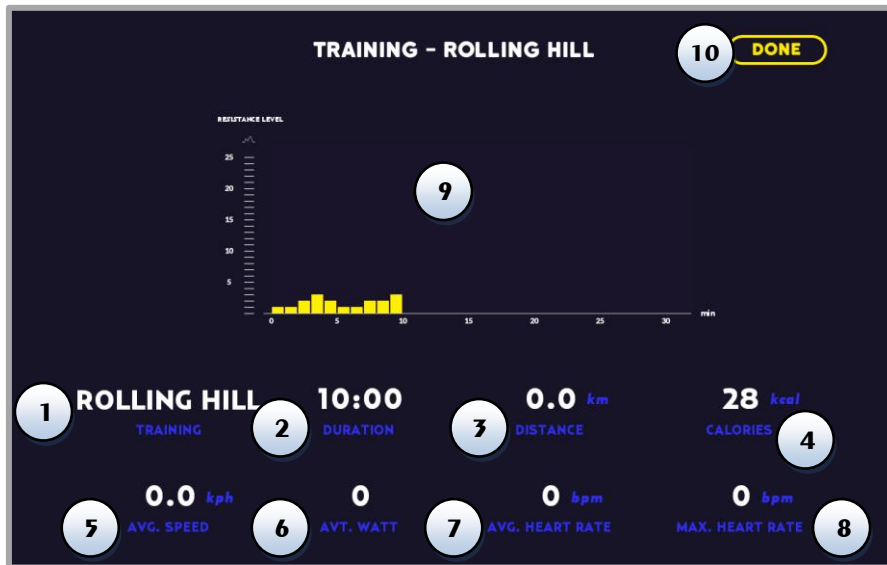 TRAINING – ROLLING HILL
10
DONE
RESISTANCE LEVEL
25
20
15
10
5
9
0 5 10 15 20 25 30 min
1
ROLLING HILL
TRAINING
2
10:00
DURATION
3
0.0 km
DISTANCE
28 kcal
CALORIES
4
5
0.0 kph
AVG. SPEED
6
0
AVT. WATT
7
0 bpm
AVG. HEART RATE
0 bpm
MAX. HEART RATE
8